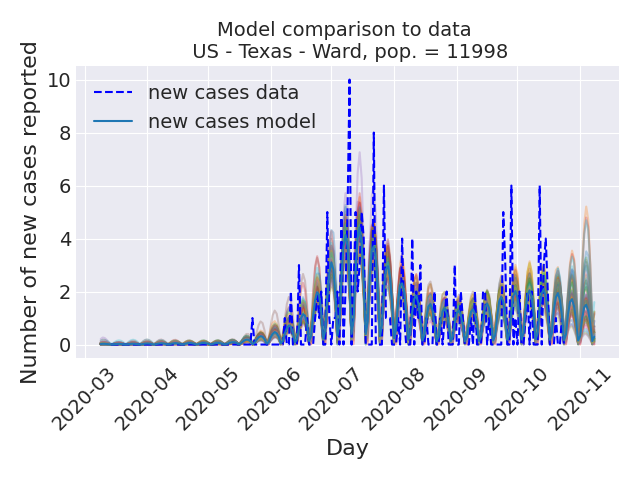 Model comparison to data
US - Texas - Ward, pop. = 11998
Number of new cases reported
10
8
6
4
2
0
new cases data
new cases model
2020-03
2020-04
2020-05
2020-06
2020-07
2020-08
2020-09
2020-10
2020-11
Day